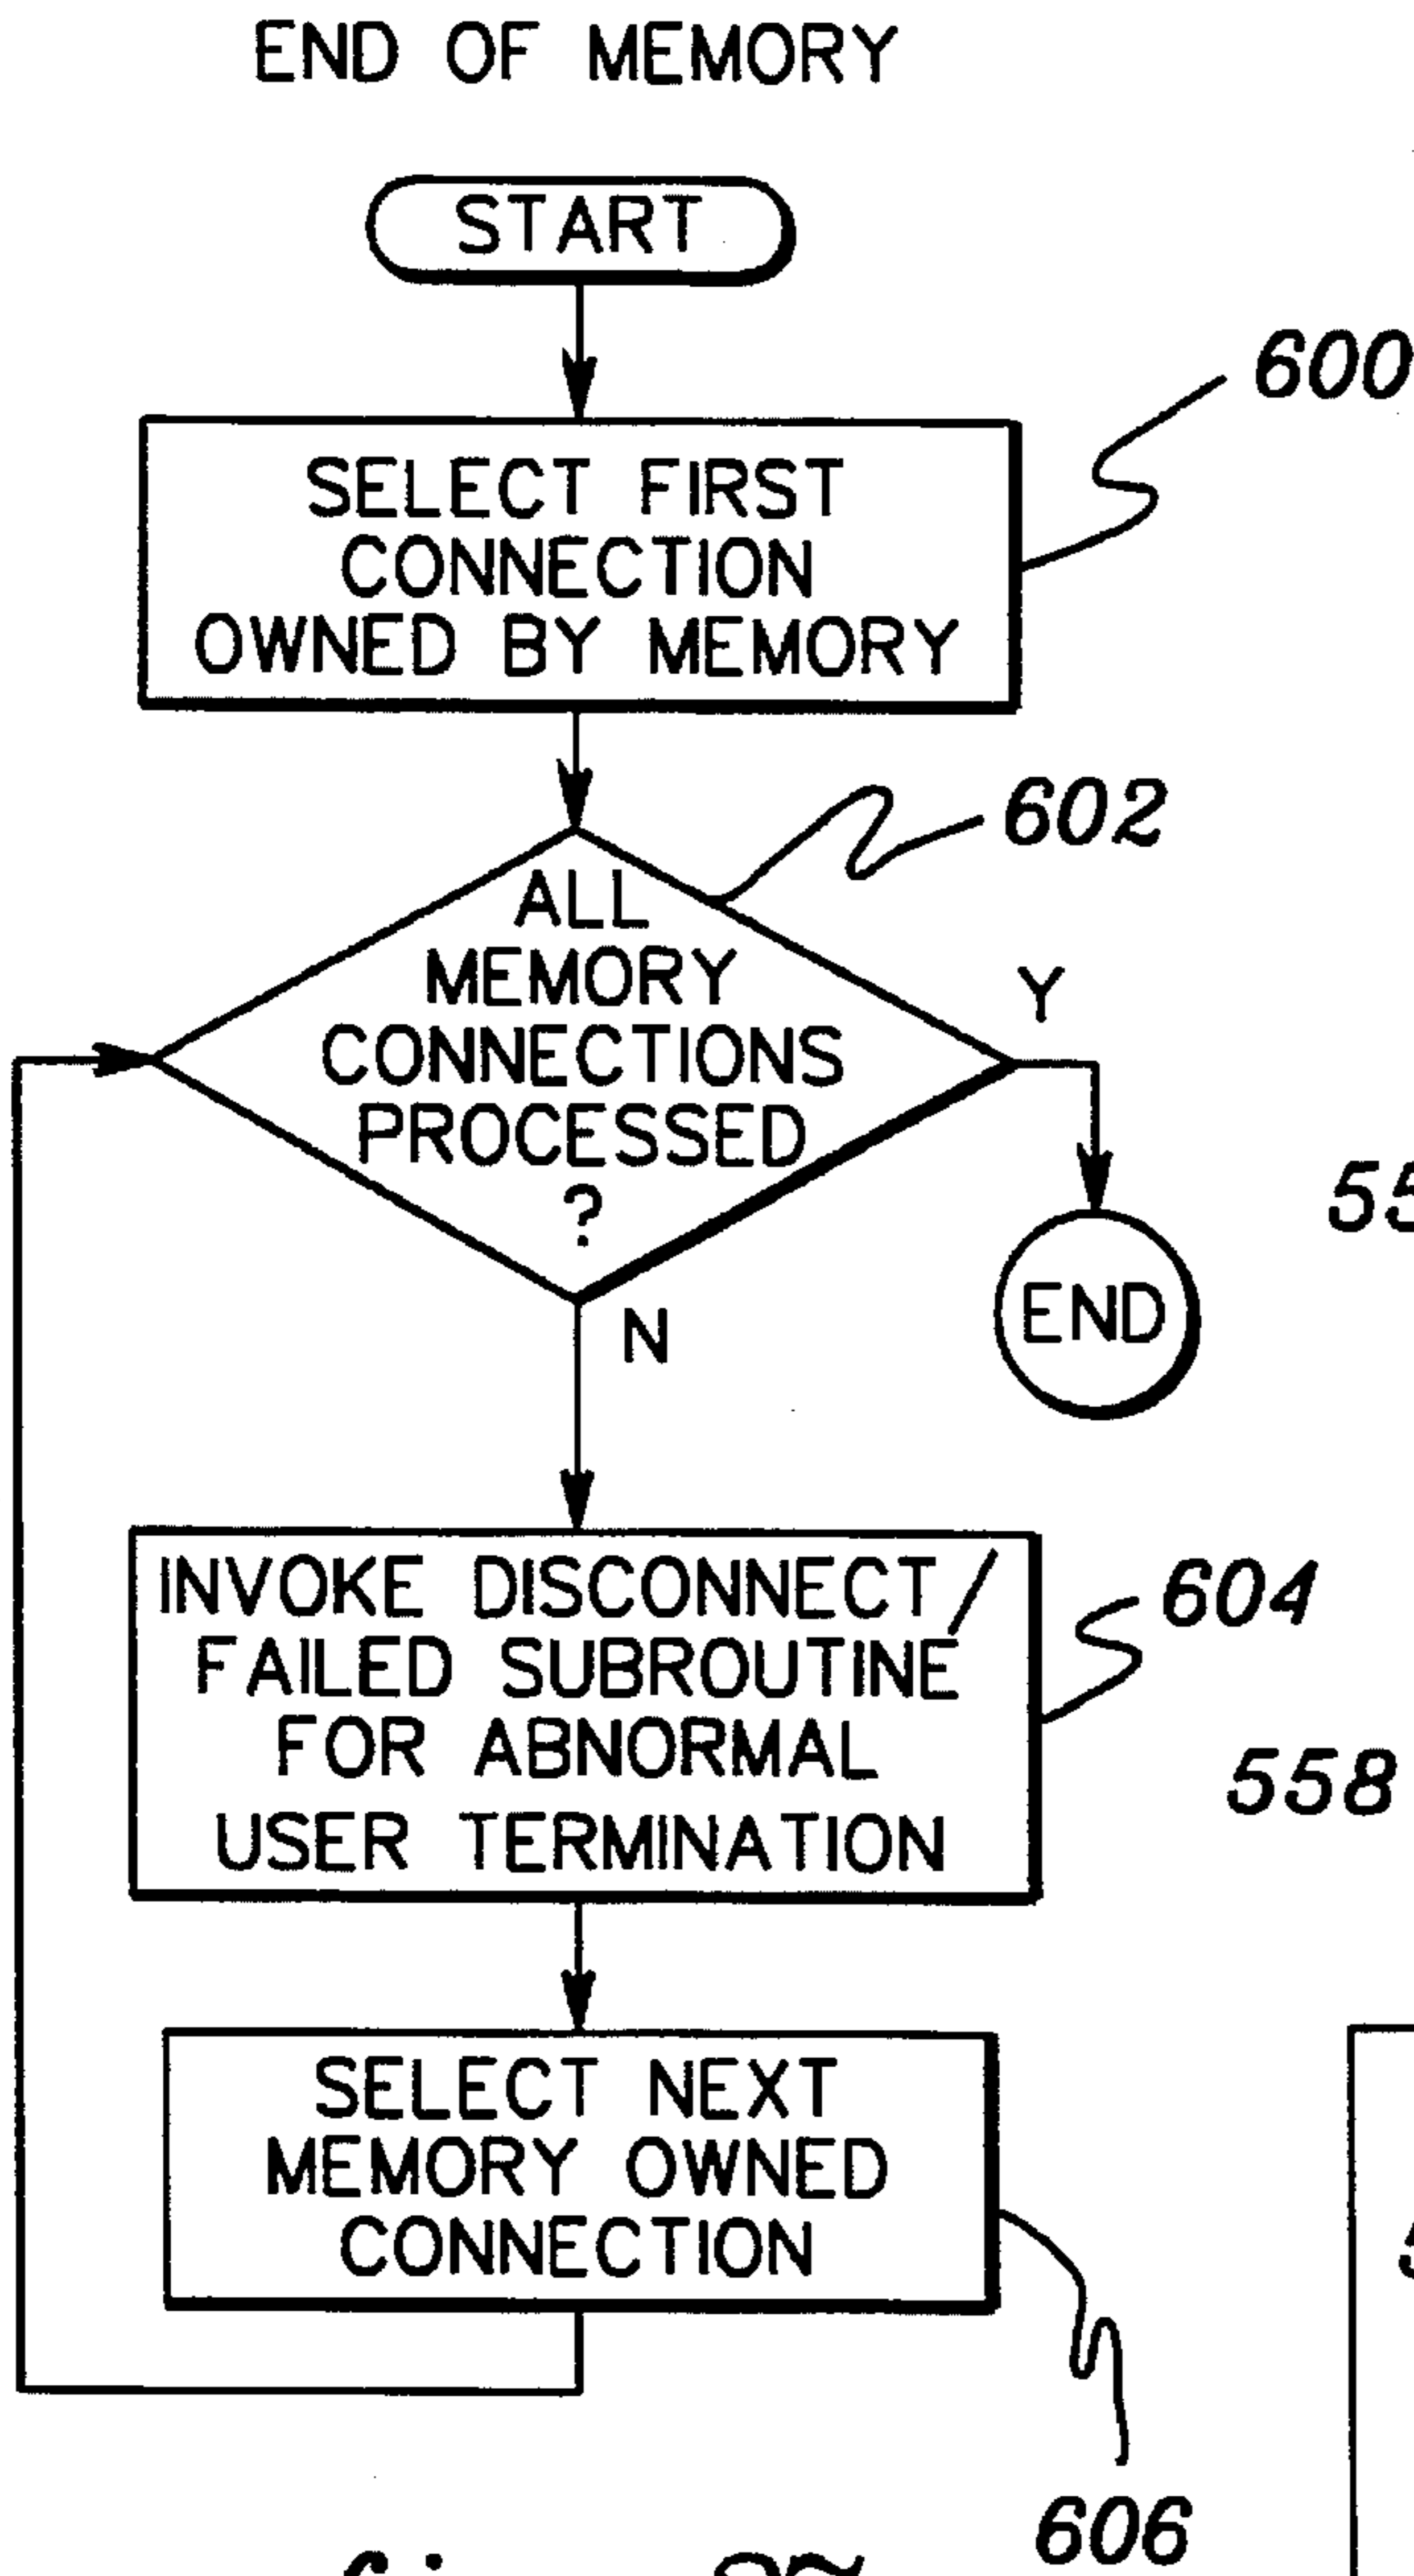 END OF MEMORY
START
600
SELECT FIRST
CONNECTION
OWNED BY MEMORY
602
ALL
MEMORY
CONNECTIONS
PROCESSED
?
Y
N
END
INVOKE DISCONNECT/
FAILED SUBROUTINE
FOR ABNORMAL
USER TERMINATION
604
558
SELECT NEXT
MEMORY OWNED
CONNECTION
606